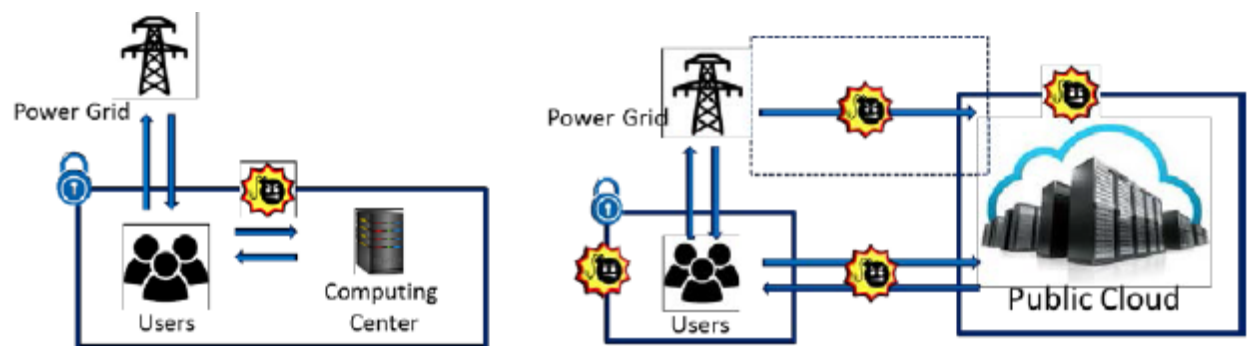 Power Grid
Users
Computing
Center
Power Grid
Users
Public Cloud